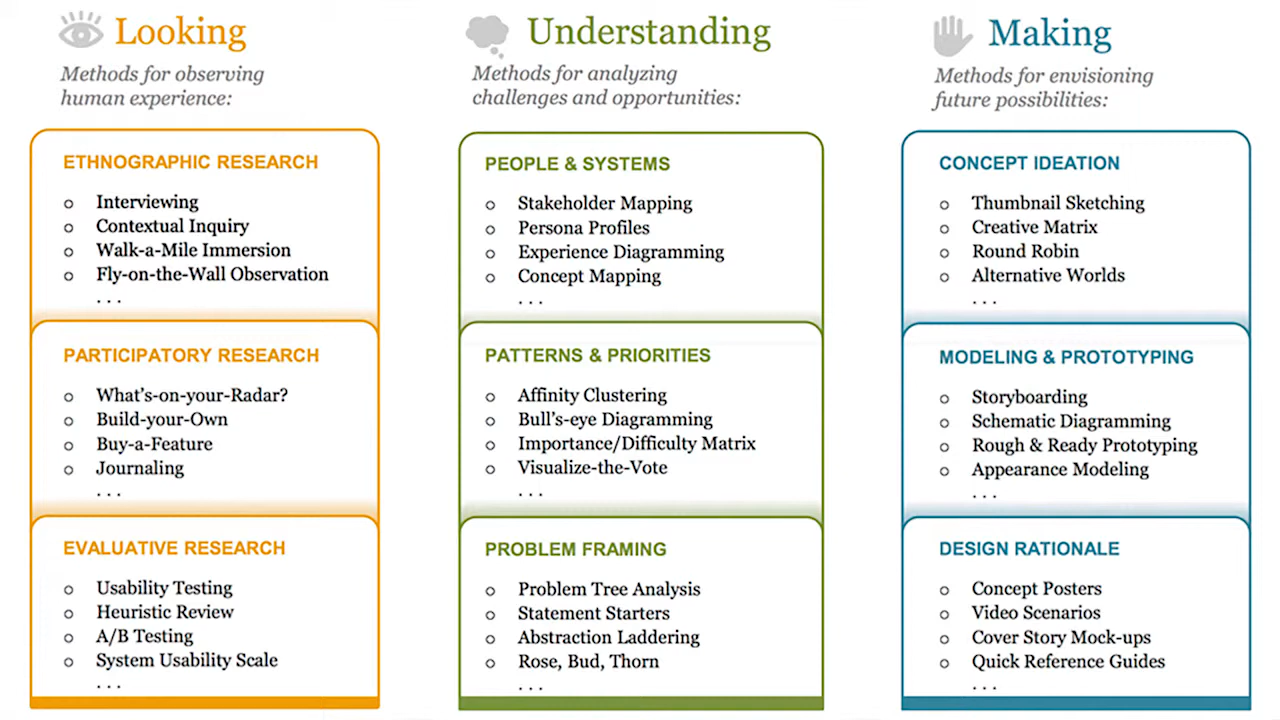 Looking
Methods for observing
human experience:
ETHNOGRAPHIC RESEARCH
Interviewing
Contextual Inquiry
Walk-a-Mile Immersion
Fly-on-the-Wall Observation
. . .
PARTICIPATORY RESEARCH
What's-on-your-Radar?
Build-your-Own
Buy-a-Feature
Journaling
. . .
EVALUATIVE RESEARCH
Usability Testing
Heuristic Review
A/B Testing
System Usability Scale
. . .
Understanding
Methods for analyzing
challenges and opportunities:
PEOPLE & SYSTEMS
Stakeholder Mapping
Persona Profiles
Experience Diagramming
Concept Mapping
. . .
PATTERNS & PRIORITIES
Affinity Clustering
Bull's-eye Diagramming
Importance/Difficulty Matrix
Visualize-the-Vote
. . .
PROBLEM FRAMING
Problem Tree Analysis
Statement Starters
Abstraction Laddering
Rose, Bud, Thorn
. . .
Making
Methods for envisioning
future possibilities:
CONCEPT IDEATION
Thumbnail Sketching
Creative Matrix
Round Robin
Alternative Worlds
. . .
MODELING & PROTOTYPING
Storyboarding
Schematic Diagramming
Rough & Ready Prototyping
Appearance Modeling
. . .
DESIGN RATIONALE
Concept Posters
Video Scenarios
Cover Story Mock-ups
Quick Reference Guides
. . .